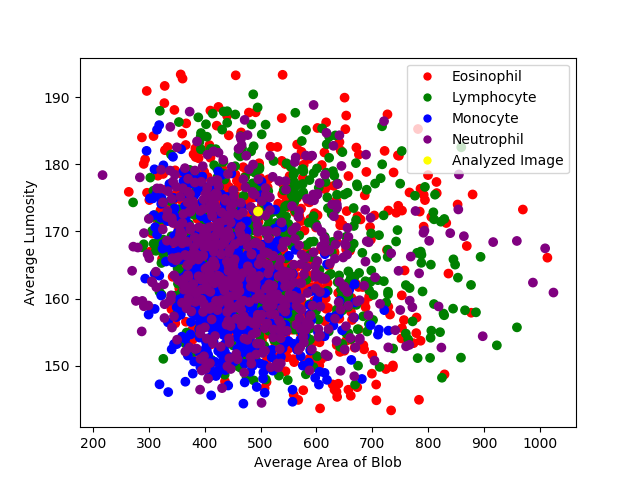 Eosinophil
Lymphocyte
Monocyte
Neutrophil
Analyzed Image
190
180
170
160
150
Average Lumosity
200 300 400 500 600 700 800 900 1000
Average Area of Blob